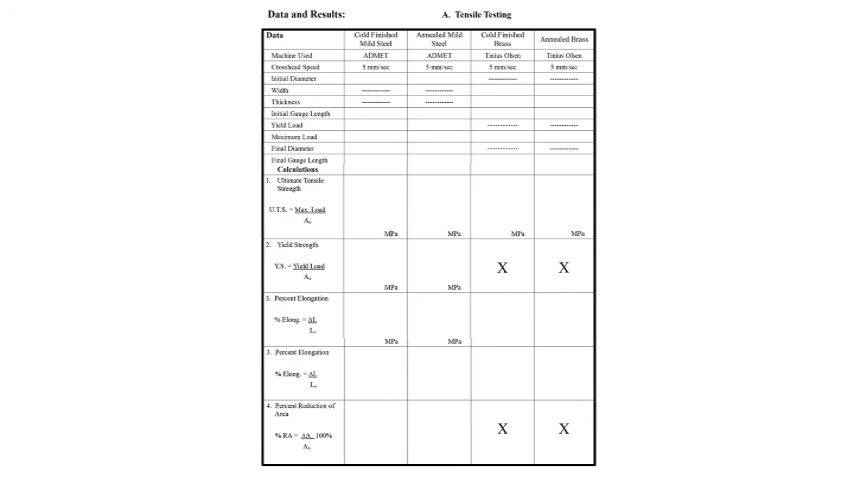 Data and Results:
A. Tensile Testing
Data
Cold Finished Mild Steel
Annealed Mild Steel
Cold Finished Brass
Annealed Brass
Machine Used ADMET ADMET Tinius Olsen Tinius Olsen
Crosshead Speed 5 mm/sec 5 mm/sec 5 mm/sec 5 mm/sec
Initial Diameter ------------ ------------
Width ------------ ------------
Thickness ------------ ------------
Initial Gauge Length
Yield Load ------------- ------------
Maximum Load
Final Diameter ------------- ------------
Final Gauge Length
Calculations
1. Ultimate Tensile
Strength
U.T.S. = Max. Load
Aₒ
MPa MPa MPa MPa
2. Yield Strength
Y.S. = Yield Load
Aₒ
X X
MPa MPa
3. Percent Elongation
% Elong. = ΔL
Lₒ
MPa MPa
3. Percent Elongation
% Elong. = ΔL
Lₒ
4. Percent Reduction of
Area
% RA = ΔA 100%
Aₒ
X X